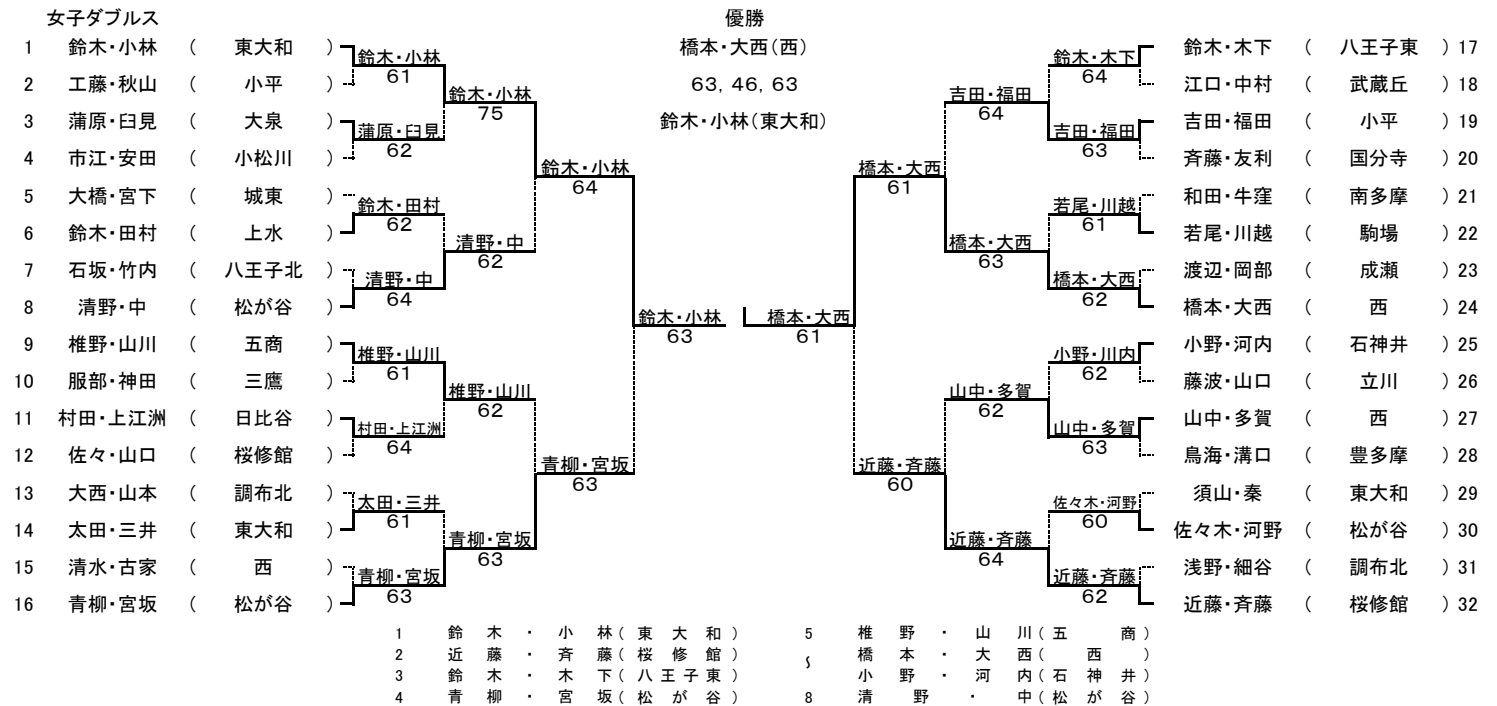 女子ダブルス
優勝
橋本・大西(西)
63, 46, 63
鈴木・小林(東大和)
1 鈴木・小林 ( 東大和 )
2 工藤・秋山 ( 小平 )
3 蒲原・臼見 ( 大泉 )
4 市江・安田 ( 小松川 )
5 大橋・宮下 ( 城東 )
6 鈴木・田村 ( 上水 )
7 石坂・竹内 ( 八王子北 )
8 清野・中 ( 松が谷 )
9 椎野・山川 ( 五商 )
10 服部・神田 ( 三鷹 )
11 村田・上江洲 ( 日比谷 )
12 佐々・山口 ( 桜修館 )
13 大西・山本 ( 調布北 )
14 太田・三井 ( 東大和 )
15 清水・古家 ( 西 )
16 青柳・宮坂 ( 松が谷 )
鈴木・小林
61
蒲原・臼見
62
鈴木・田村
62
清野・中
64
椎野・山川
61
村田・上江洲
64
太田・三井
61
青柳・宮坂
63
鈴木・小林
75
清野・中
62
椎野・山川
62
青柳・宮坂
63
鈴木・小林
64
青柳・宮坂
63
鈴木・小林
63
橋本・大西
61
橋本・大西
61
近藤・斉藤
60
吉田・福田
64
橋本・大西
63
山中・多賀
62
近藤・斉藤
64
鈴木・木下
64
吉田・福田
63
若尾・川越
61
橋本・大西
62
小野・川内
62
山中・多賀
63
佐々木・河野
60
近藤・斉藤
62
鈴木・木下 ( 八王子東 ) 17
江口・中村 ( 武蔵丘 ) 18
吉田・福田 ( 小平 ) 19
斉藤・友利 ( 国分寺 ) 20
和田・牛窪 ( 南多摩 ) 21
若尾・川越 ( 駒場 ) 22
渡辺・岡部 ( 成瀬 ) 23
橋本・大西 ( 西 ) 24
小野・河内 ( 石神井 ) 25
藤波・山口 ( 立川 ) 26
山中・多賀 ( 西 ) 27
鳥海・溝口 ( 豊多摩 ) 28
須山・秦 ( 東大和 ) 29
佐々木・河野 ( 松が谷 ) 30
浅野・細谷 ( 調布北 ) 31
近藤・斉藤 ( 桜修館 ) 32
1 鈴木・小林(東大和)
2 近藤・斉藤(桜修館)
3 鈴木・木下(八王子東)
4 青柳・宮坂(松が谷)
5 椎野・山川(五商)
〜 橋本・大西(西)
小野・河内(石神井)
8 清野・中(松が谷)